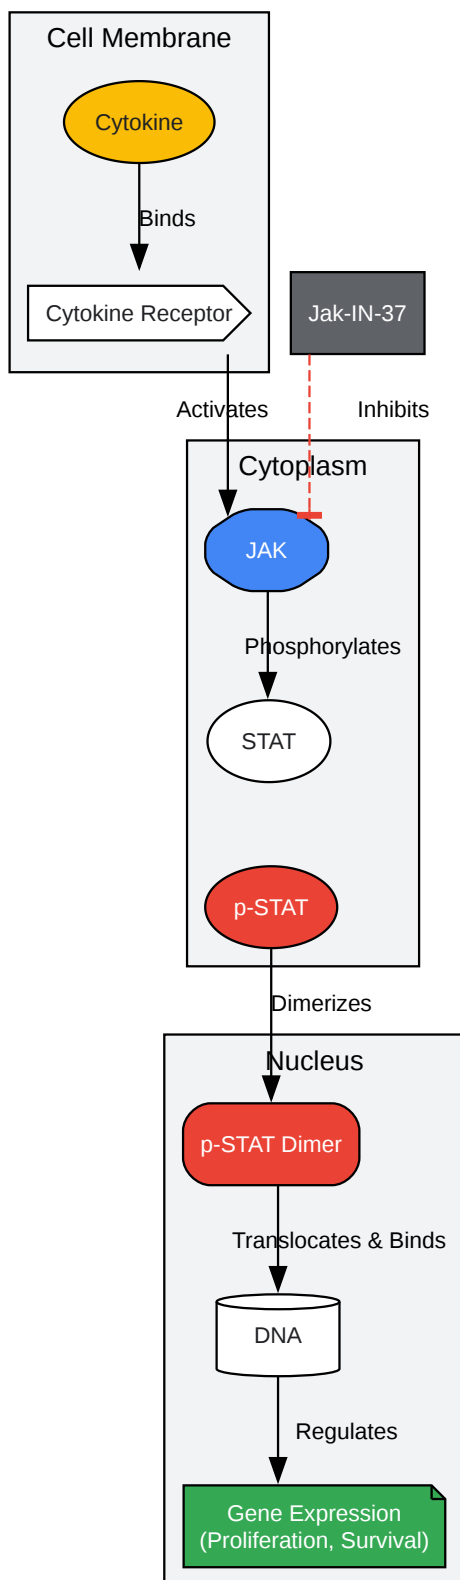 Cell Membrane
Cytokine
Binds
Cytokine Receptor
Jak-IN-37
Activates
Inhibits
Cytoplasm
JAK
Phosphorylates
STAT
p-STAT
Dimerizes
Nucleus
p-STAT Dimer
Translocates & Binds
DNA
Regulates
Gene Expression
(Proliferation, Survival)